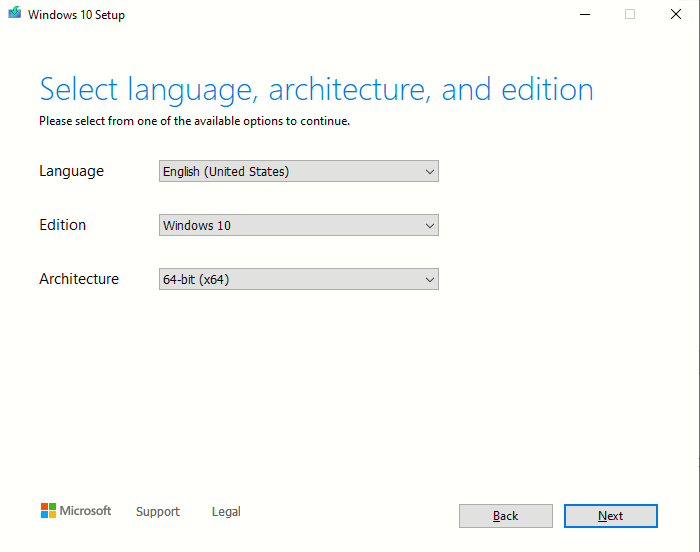 Windows 10 Setup
Select language, architecture, and edition
Please select from one of the available options to continue.
Language English (United States)
Edition Windows 10
Architecture 64-bit (x64)
Microsoft Support Legal Back Next